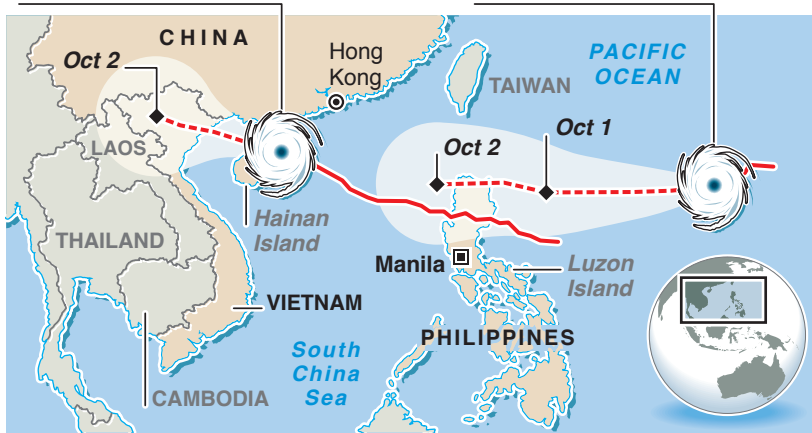 CHINA
Oct 2
Hong
Kong
TAIWAN
PACIFIC
OCEAN
LAOS
Oct 2
Oct 1
Hainan
Island
THAILAND
Manila
Luzon
Island
VIETNAM
PHILIPPINES
South
China
Sea
CAMBODIA